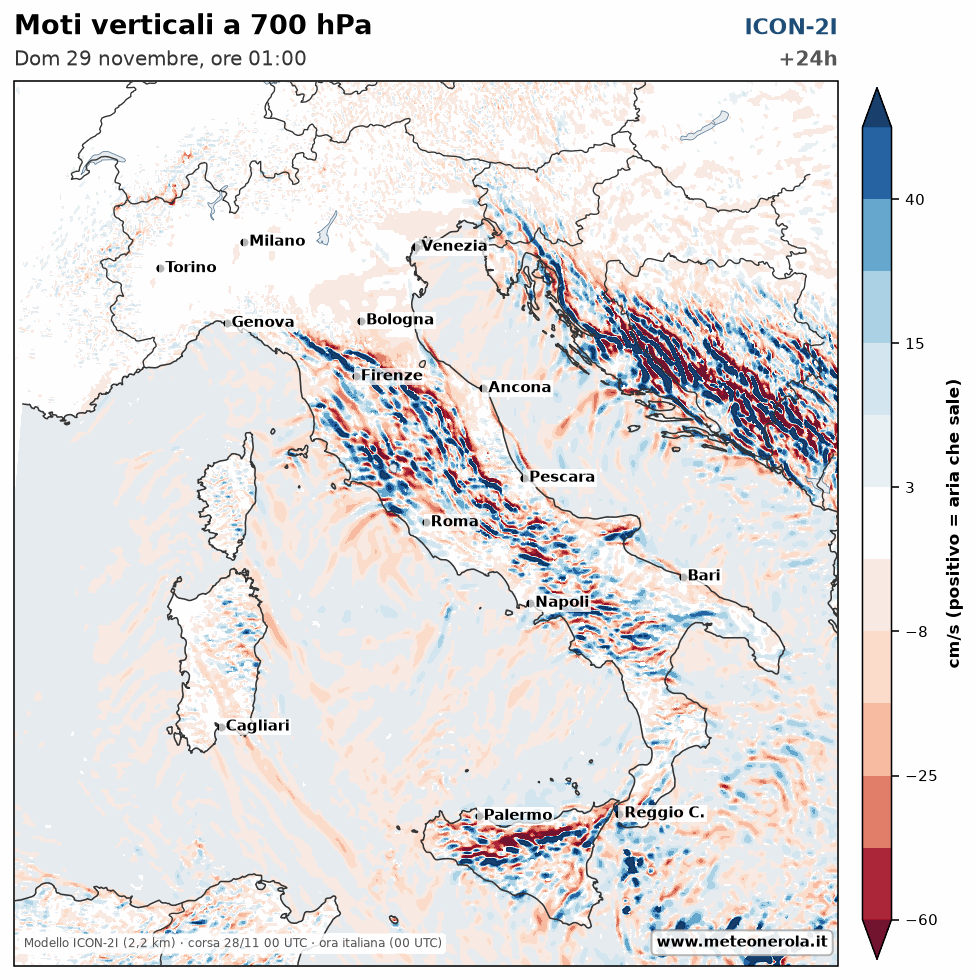 Moti verticali a 700 hPa
ICON-2I
Dom 29 novembre, ore 01:00
+24h
Milano
Venezia
Torino
Genova
Bologna
Firenze
Ancona
Pescara
Roma
Bari
Napoli
Cagliari
Palermo
Reggio C.
40
15
3
−8
−25
−60
cm/s (positivo = aria che sale)
Modello ICON-2I (2,2 km) · corsa 28/11 00 UTC · ora italiana (00 UTC)
www.meteonerola.it